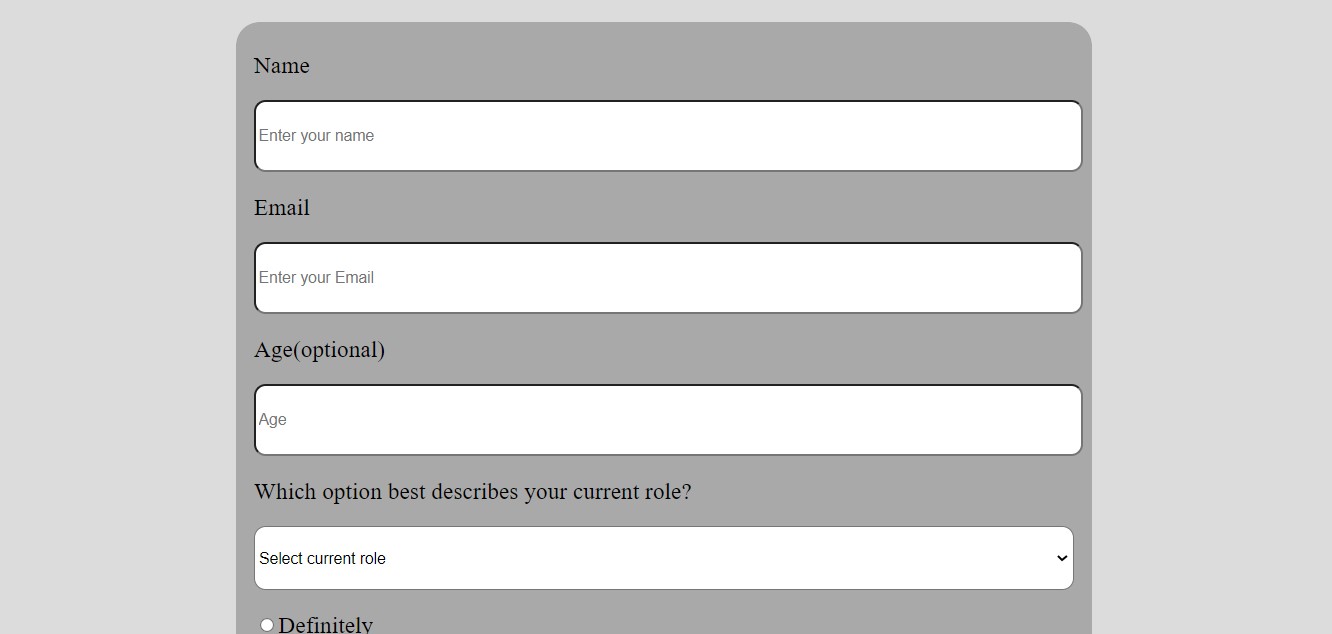 Name
Enter your name
Email
Enter your Email
Age(optional)
Age
Which option best describes your current role?
Select current role
Definitely